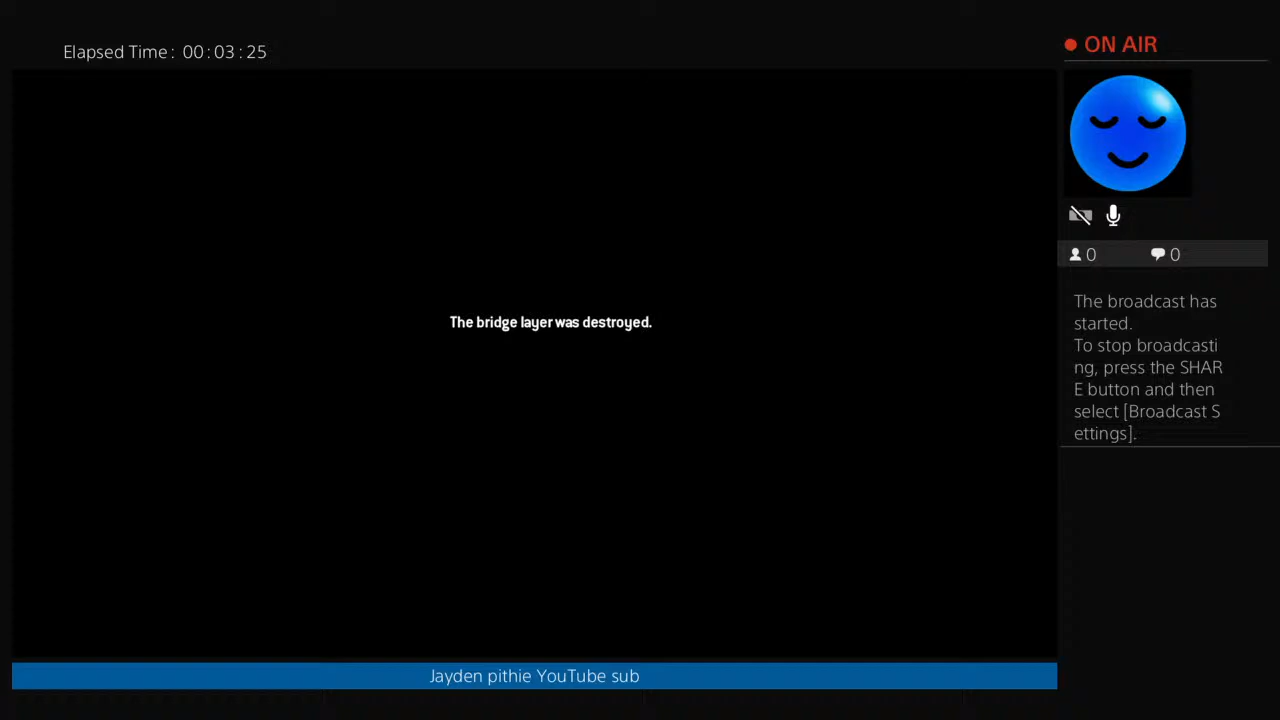 Elapsed Time: 00:03:25
ON AIR
0 0
The broadcast has
started.
To stop broadcasti
ng, press the SHAR
E button and then
select [Broadcast S
ettings].
The bridge layer was destroyed.
Jayden pithie YouTube sub